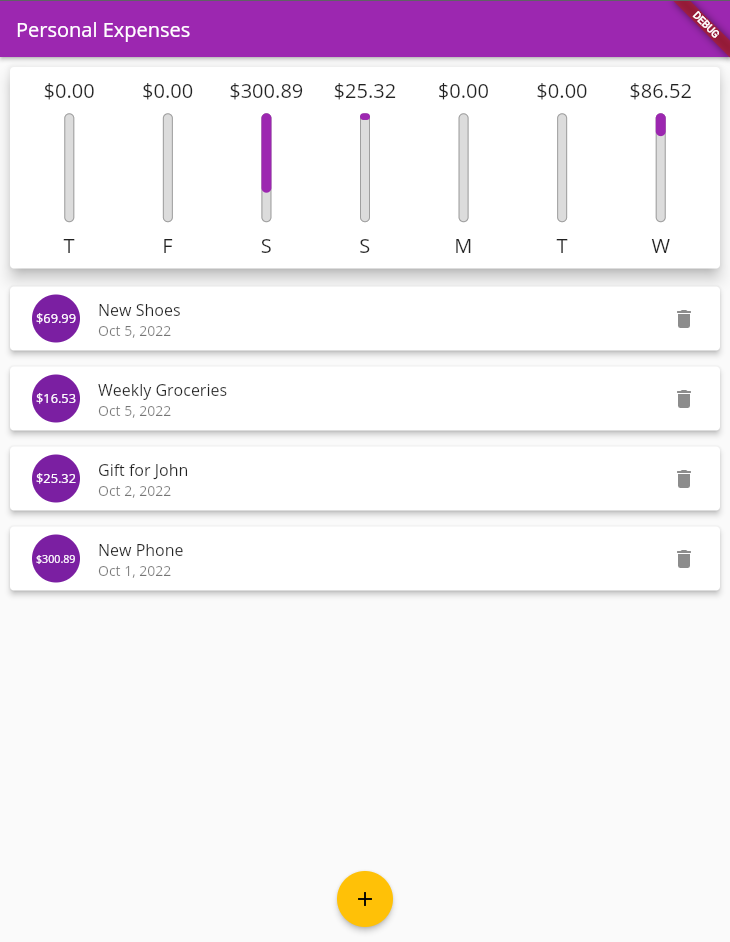 Personal Expenses
DEBUG
$0.00 $0.00 $300.89 $25.32 $0.00 $0.00 $86.52
T F S S M T W
$69.99
New Shoes
Oct 5, 2022
$16.53
Weekly Groceries
Oct 5, 2022
$25.32
Gift for John
Oct 2, 2022
$300.89
New Phone
Oct 1, 2022
+